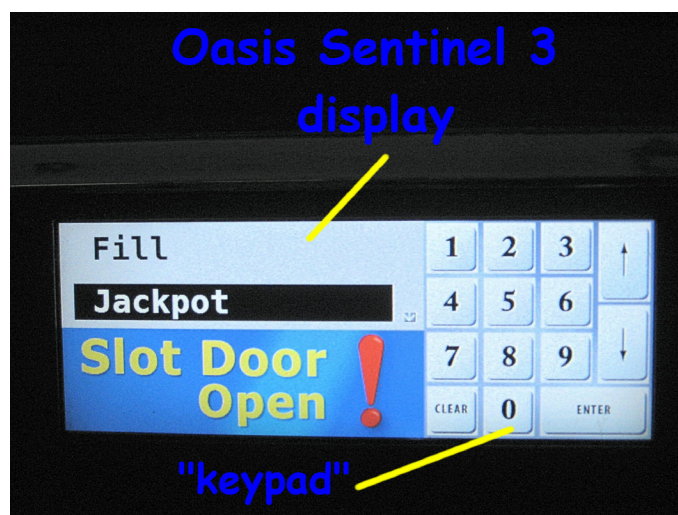 Oasis Sentinel 3
display
Fill
Jackpot
Slot Door
Open !
1 2 3 ↑
4 5 6
7 8 9 ↓
CLEAR 0 ENTER
"keypad"